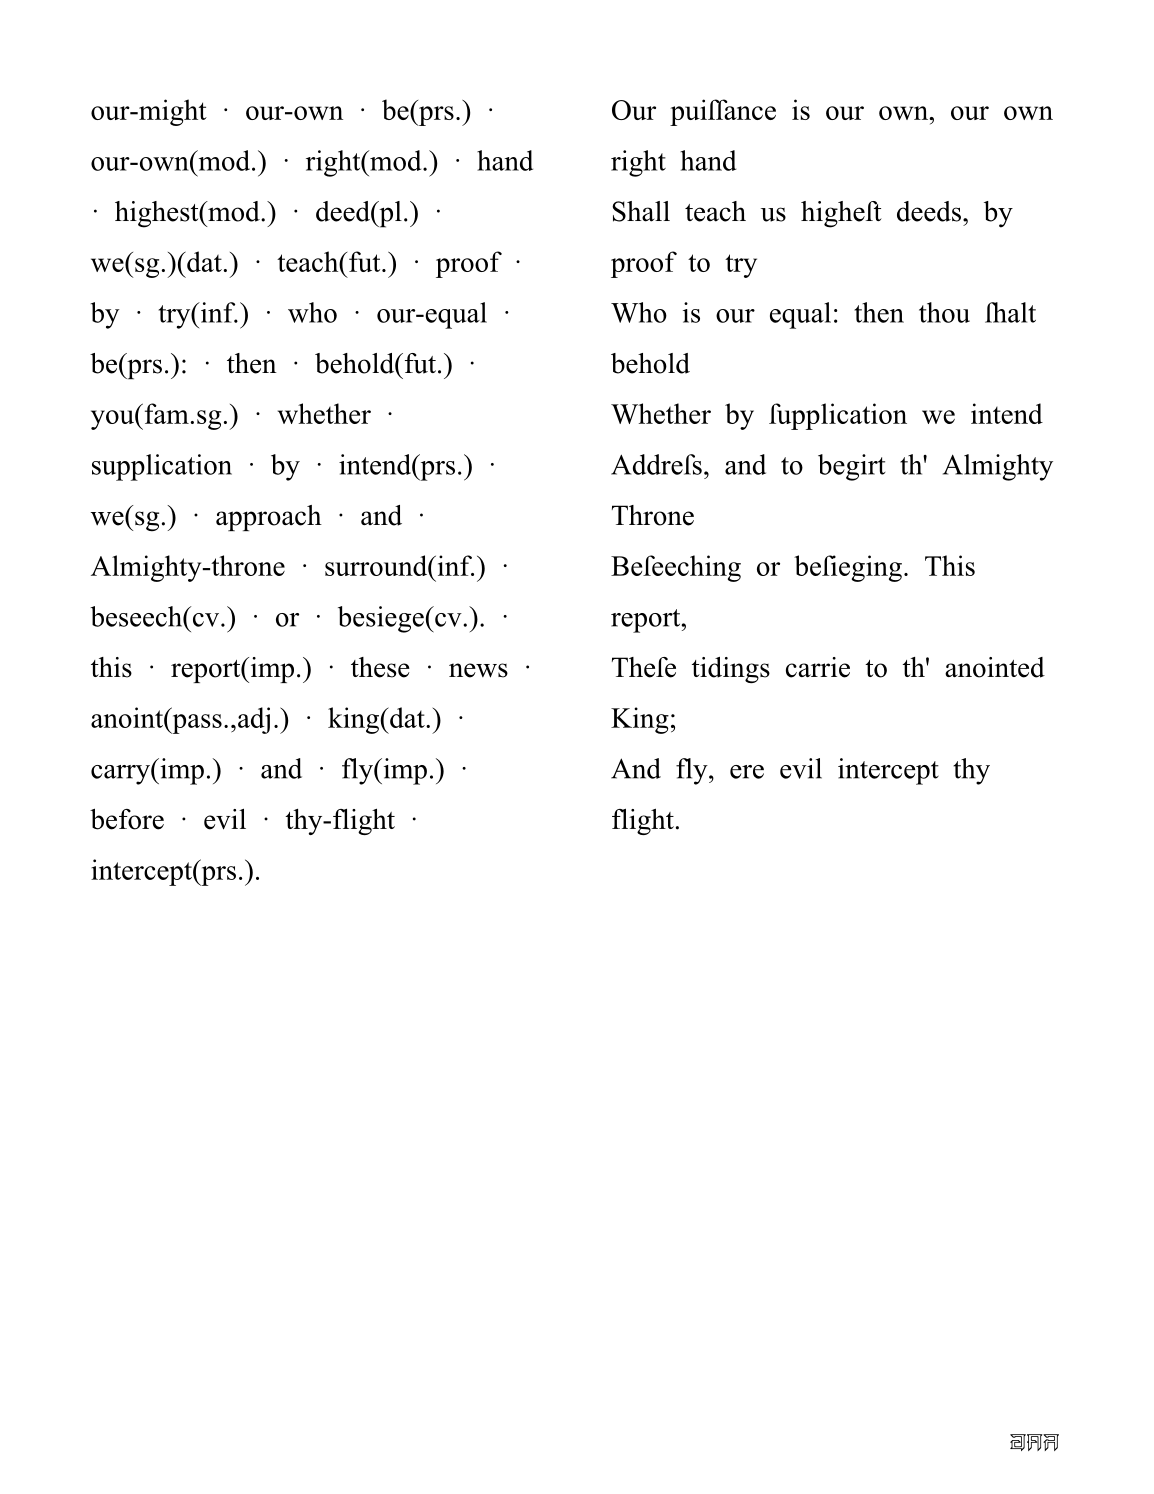 our-might · our-own · be(prs.) ·
our-own(mod.) · right(mod.) · hand
· highest(mod.) · deed(pl.) ·
we(sg.)(dat.) · teach(fut.) · proof ·
by · try(inf.) · who · our-equal ·
be(prs.): · then · behold(fut.) ·
you(fam.sg.) · whether ·
supplication · by · intend(prs.) ·
we(sg.) · approach · and ·
Almighty-throne · surround(inf.) ·
beseech(cv.) · or · besiege(cv.). ·
this · report(imp.) · these · news ·
anoint(pass.,adj.) · king(dat.) ·
carry(imp.) · and · fly(imp.) ·
before · evil · thy-flight ·
intercept(prs.).
Our puiſſance is our own, our own
right hand
Shall teach us higheſt deeds, by
proof to try
Who is our equal: then thou ſhalt
behold
Whether by ſupplication we intend
Addreſs, and to begirt th' Almighty
Throne
Beſeeching or beſieging. This
report,
Theſe tidings carrie to th' anointed
King;
And fly, ere evil intercept thy
flight.